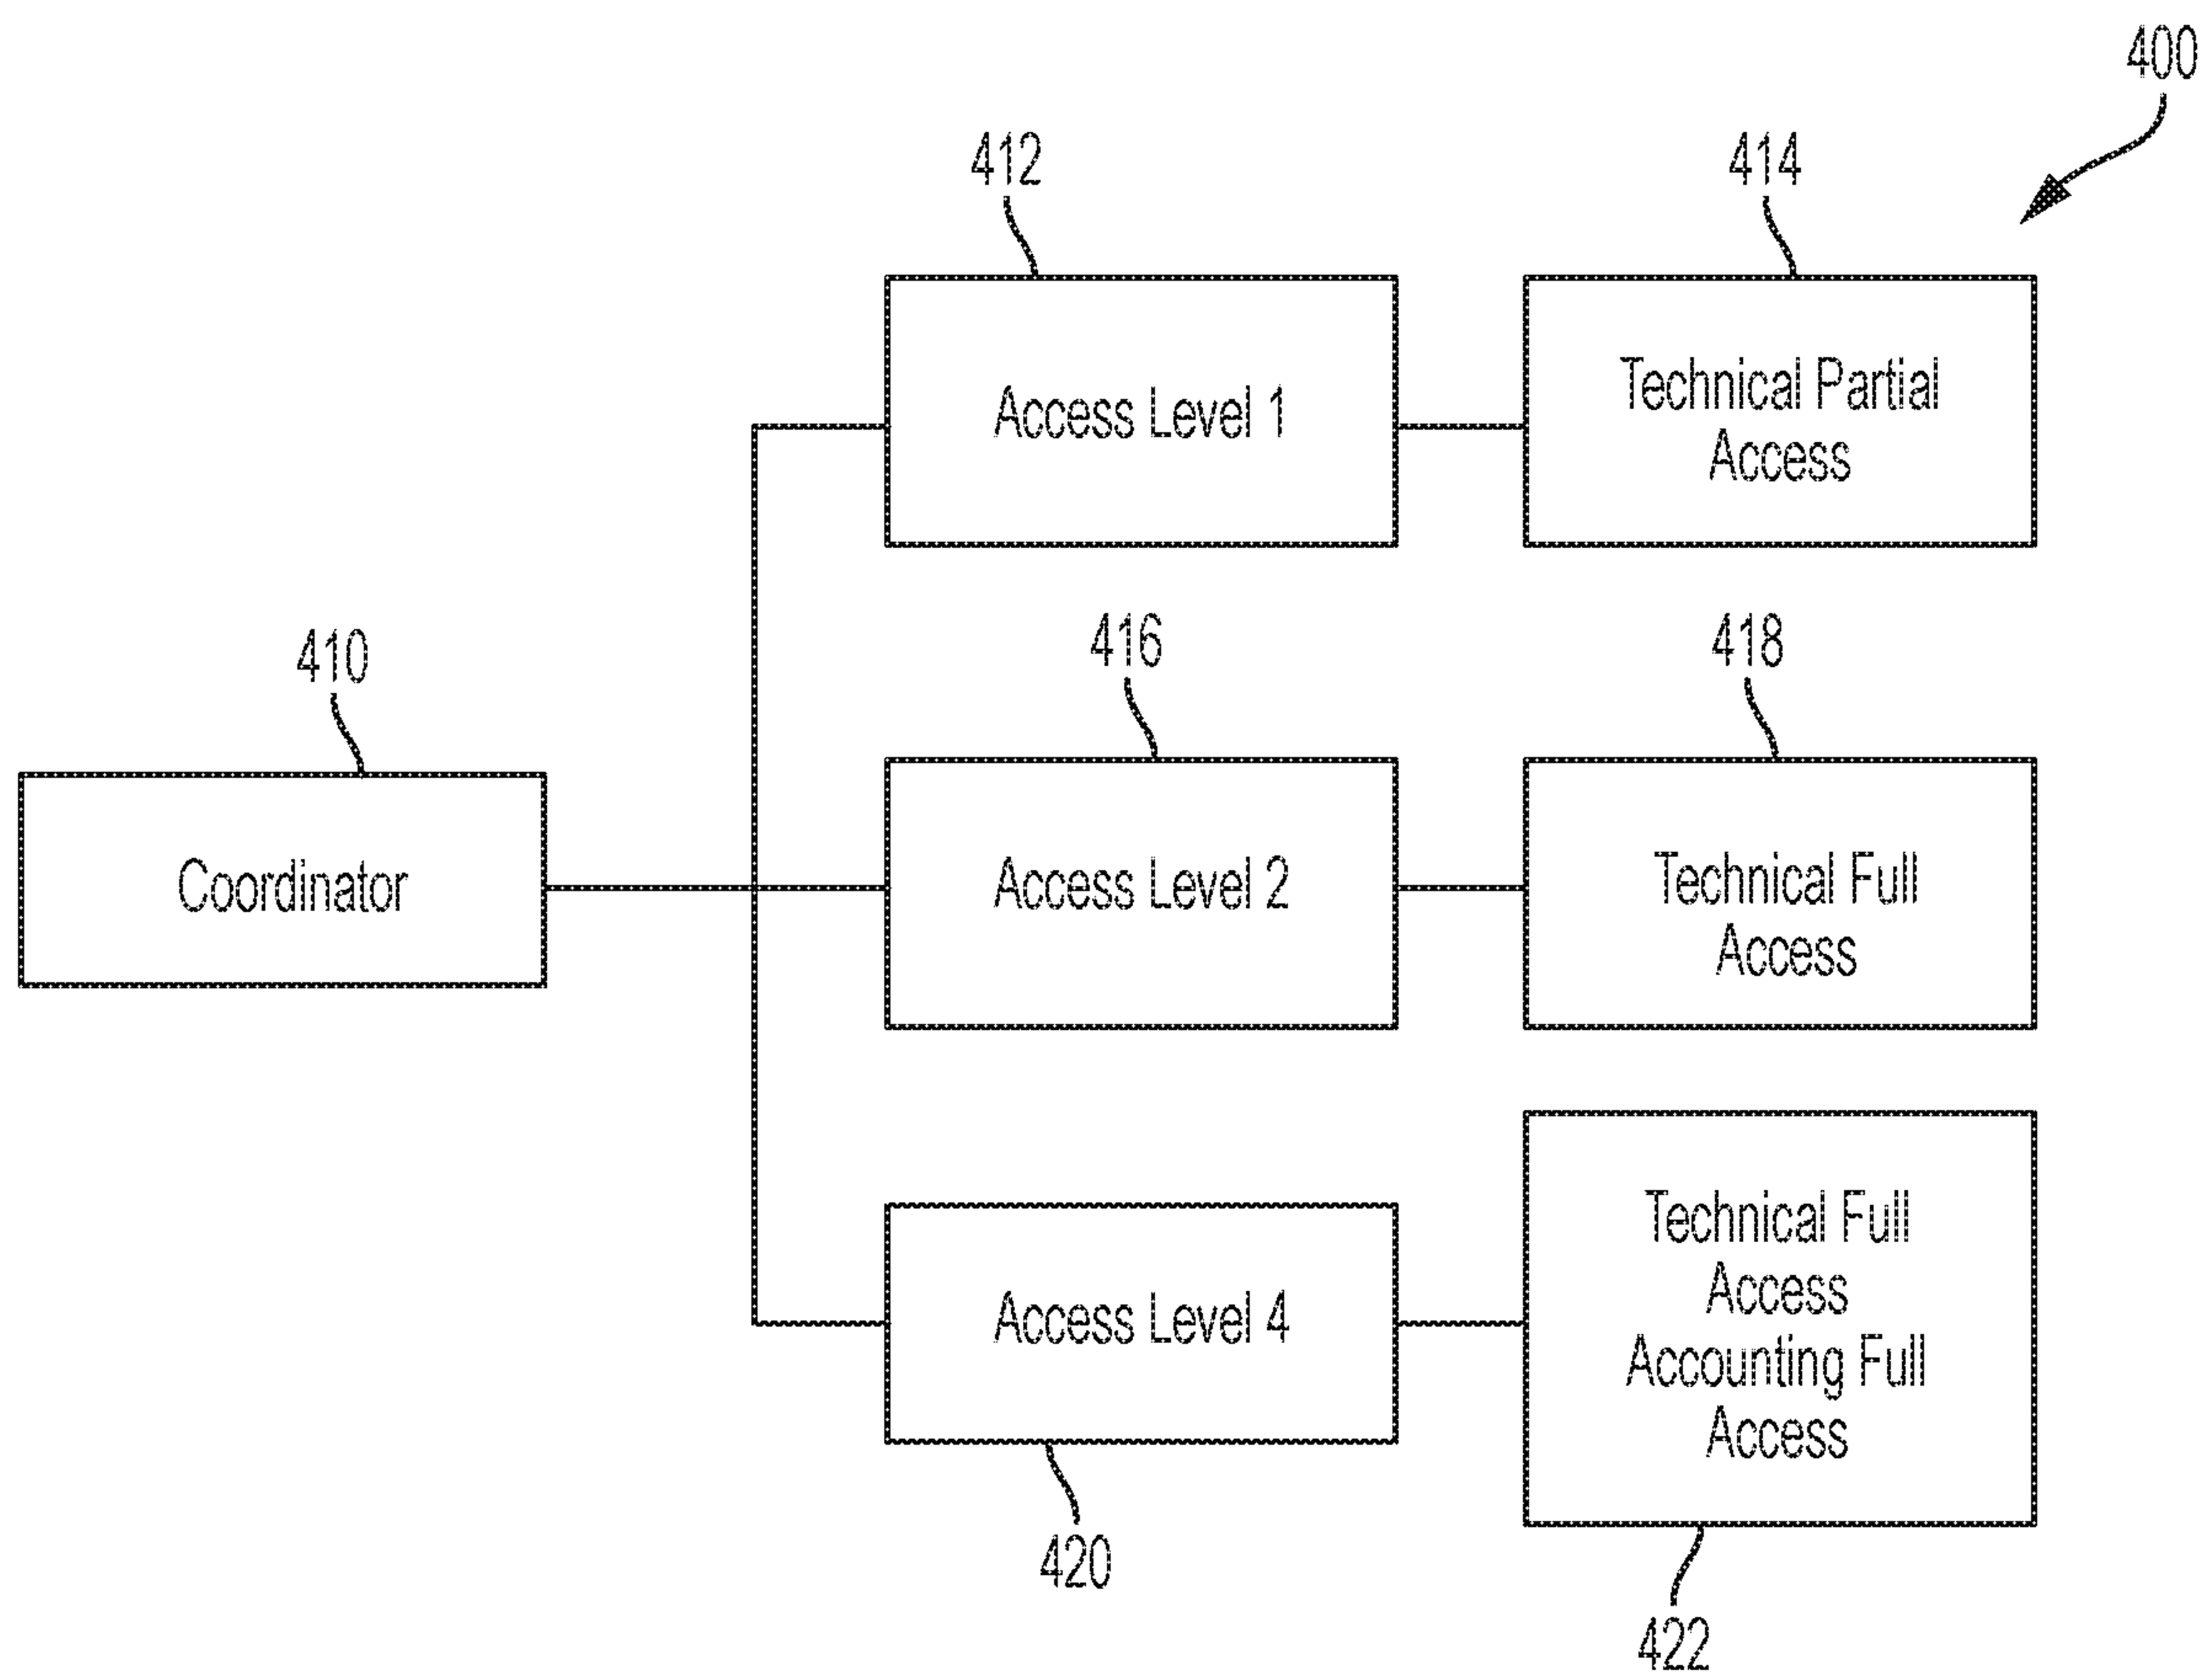 400
412
414
Access Level 1
Technical Partial
Access
410
416
418
Coordinator
Access Level 2
Technical Full
Access
Access Level 4
Technical Full
Access
Accounting Full
Access
420
422